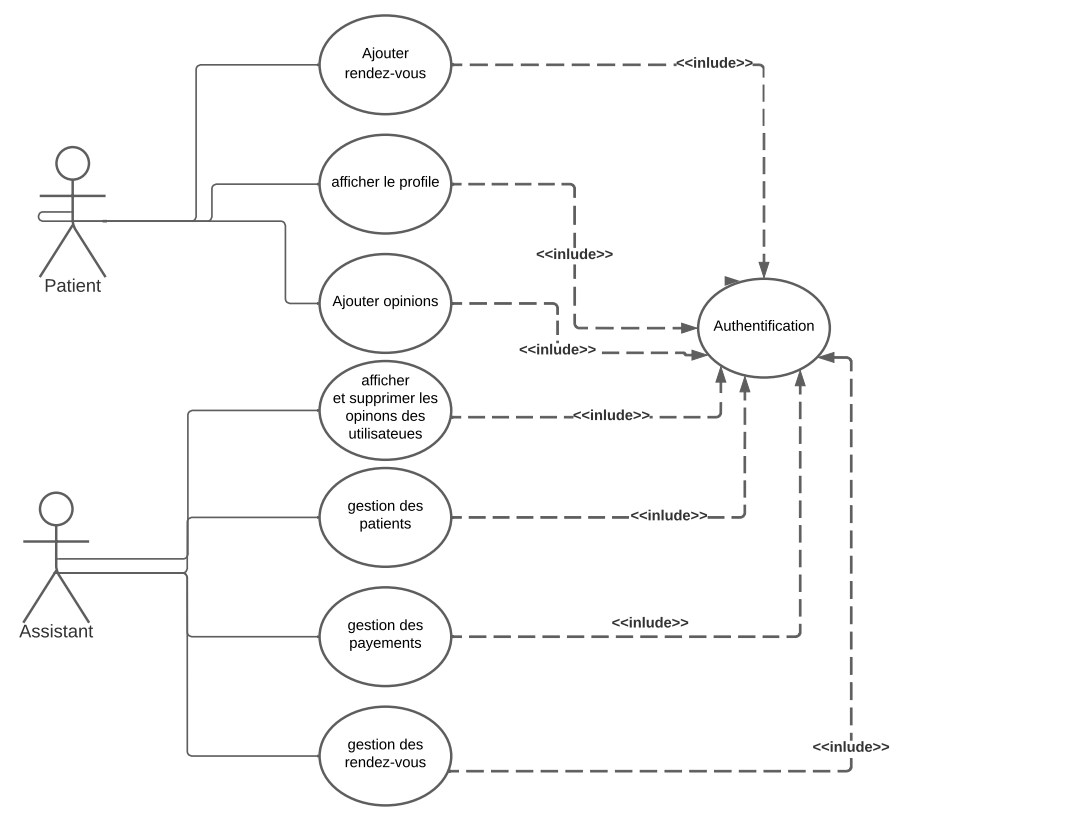 Ajouter
rendez-vous
<<inlude>>
afficher le profile
<<inlude>>
Patient
Ajouter opinions
Authentification
<<inlude>>
afficher
et supprimer les
opinons des
utilisateues
<<inlude>>
gestion des
patients
<<inlude>>
Assistant
gestion des
payements
<<inlude>>
gestion des
rendez-vous
<<inlude>>